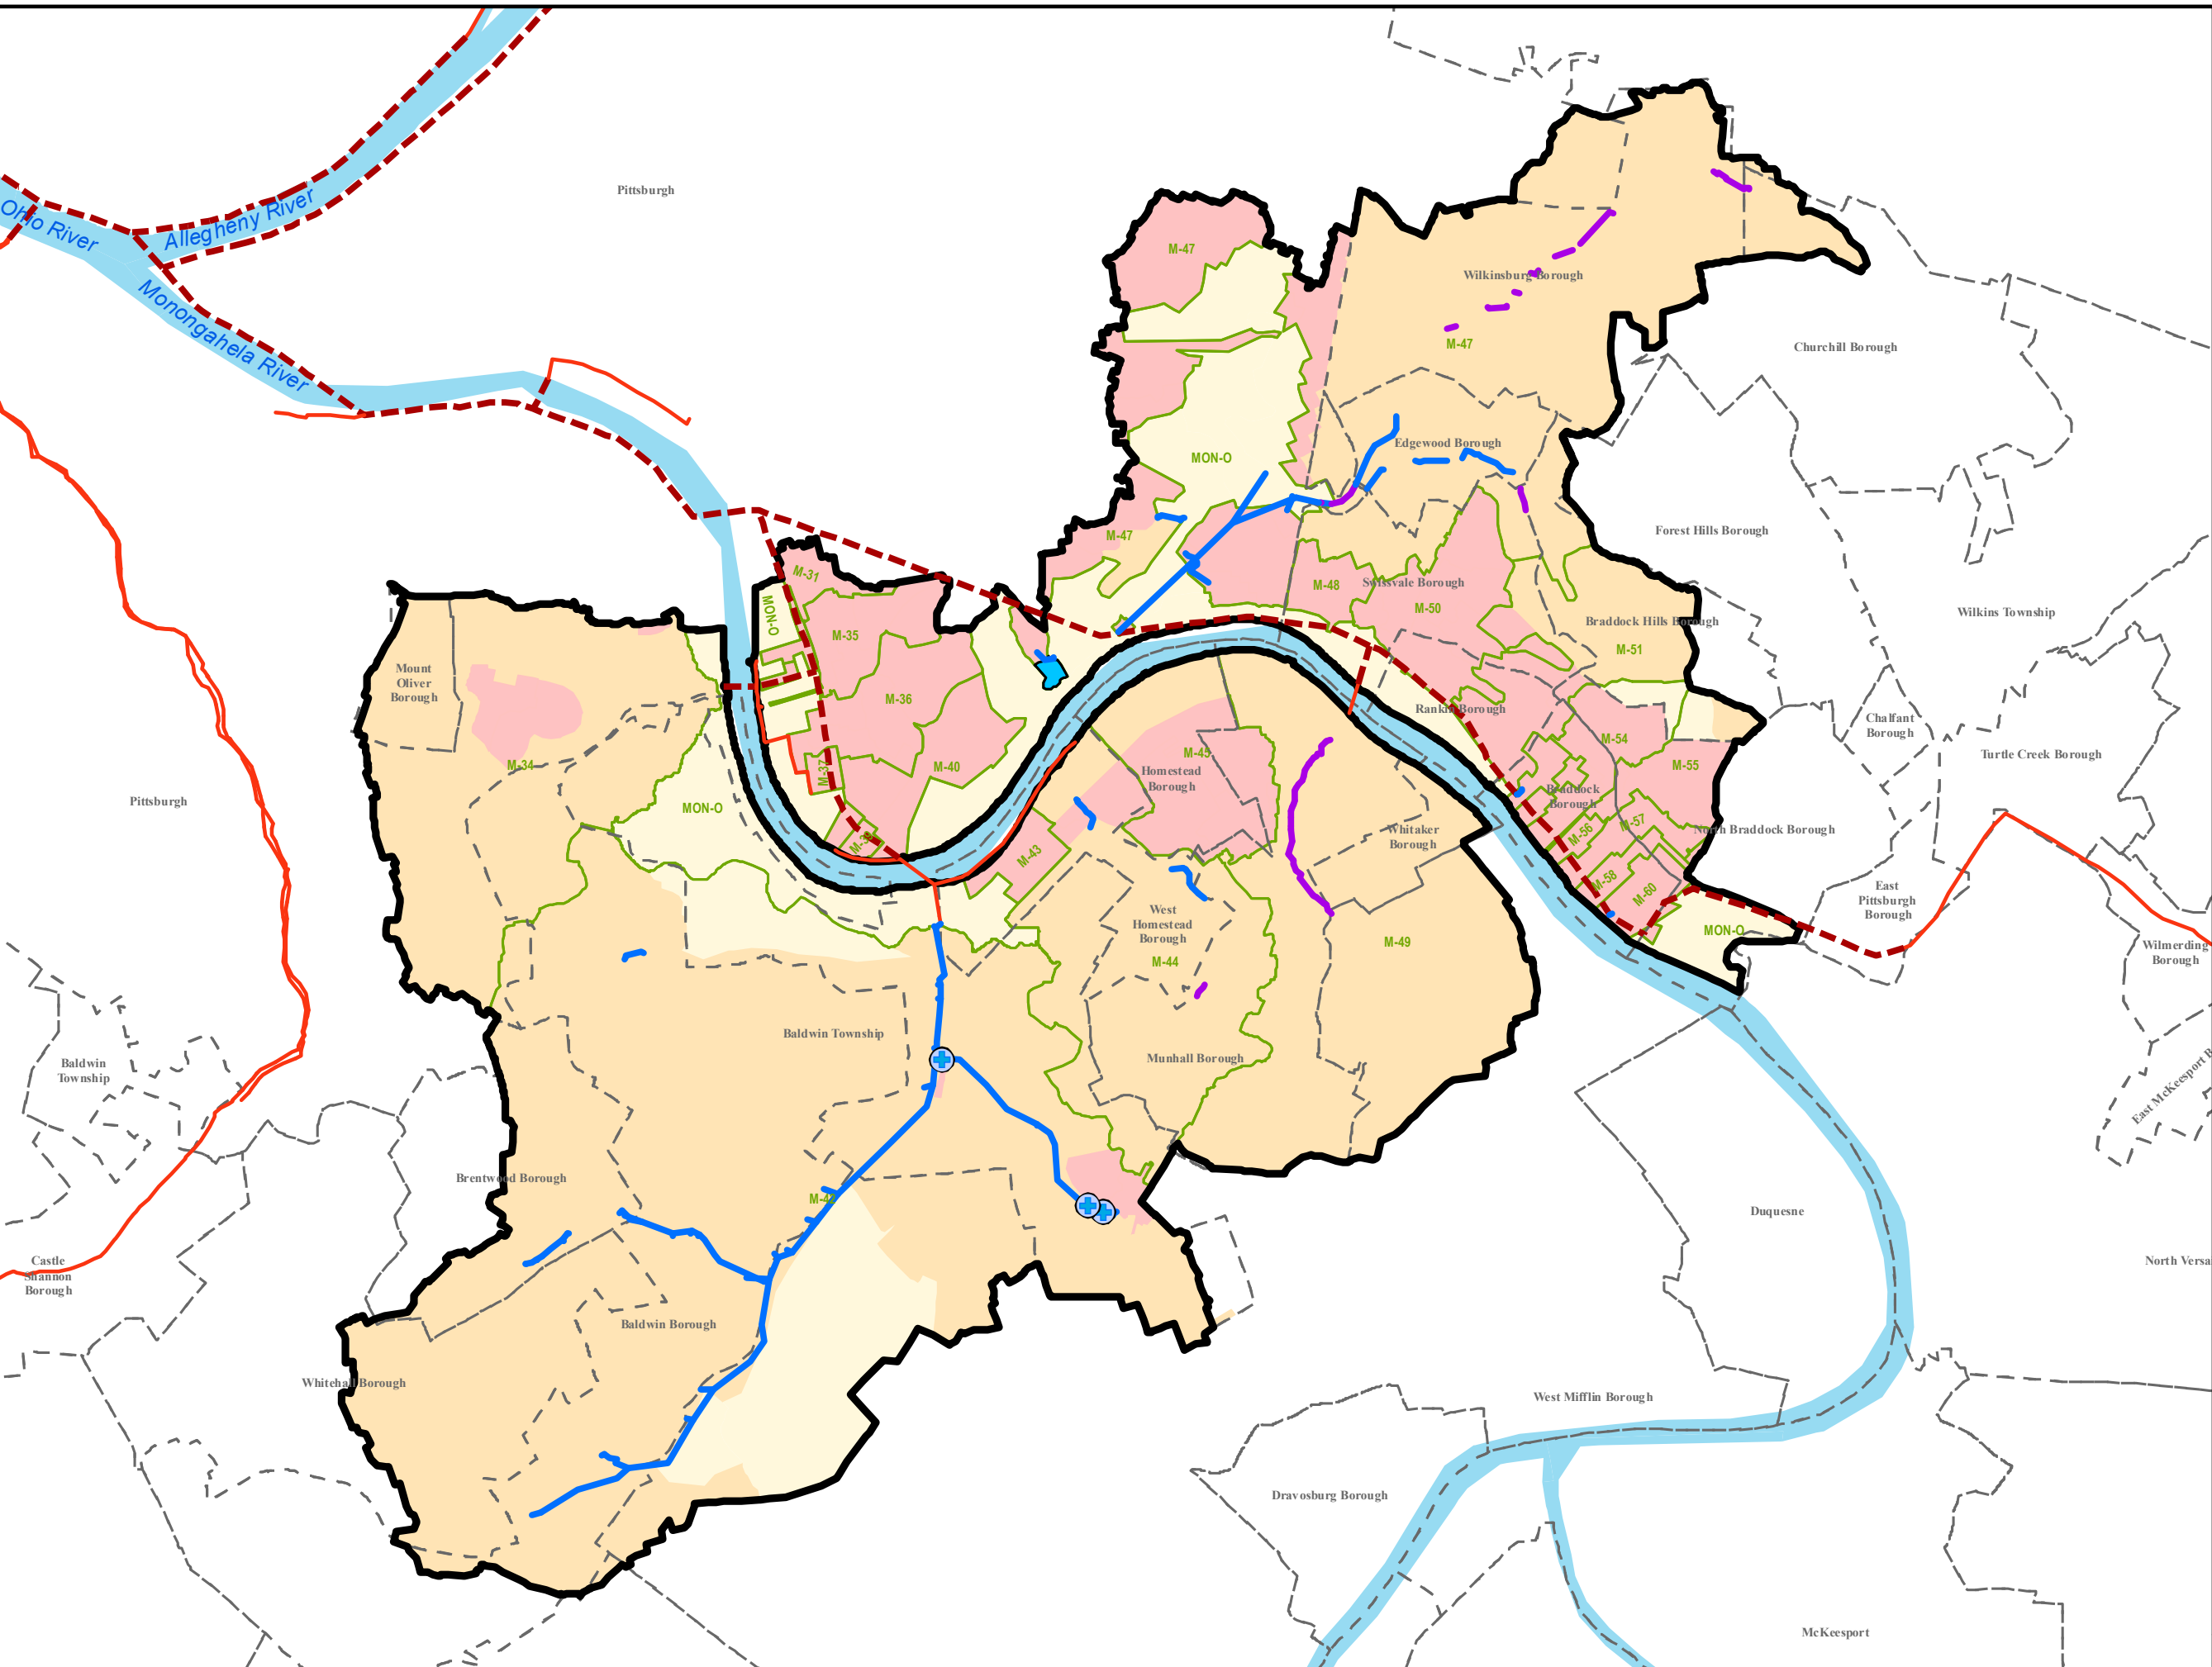 Pittsburgh
Allegheny River
Ohio River
Monongahela River
M-47
Wilkinsburg Borough
M-47
Churchill Borough
Edgewood Borough
MON-O
Forest Hills Borough
M-47
M-31
M-48
Swissvale Borough
M-50
MON-O
Wilkins Township
Braddock Hills Borough
M-35
M-51
Mount
Oliver
Borough
M-36
Rankin Borough
Chalfant
Borough
M-54
M-45
Turtle Creek Borough
M-34
M-40
M-37
M-55
Homestead
Borough
Braddock
Borough
Pittsburgh
MON-O
M-57
M-56
North Braddock Borough
Whitaker
Borough
M-43
M-58
M-60
East
Pittsburgh
Borough
West
Homestead
Borough
MON-O
M-49
Wilmerding
Borough
M-44
Baldwin Township
Munhall Borough
Baldwin
Township
East McKeesport B
Brentwood Borough
Duquesne
Castle
Shannon
Borough
North Versa
Baldwin Borough
Whitehall Borough
West Mifflin Borough
Dravosburg Borough
McKeesport